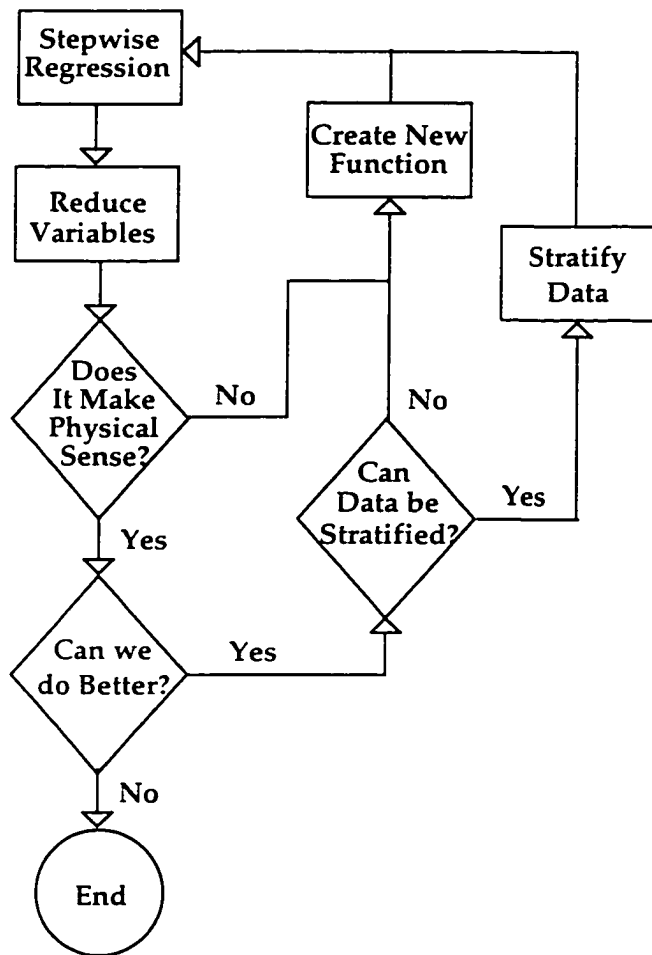 Stepwise
Regression
Create New
Function
Reduce
Variables
Stratify
Data
Does
It Make
Physical
Sense?
No
No
Can
Data be
Stratified?
Yes
Yes
Can we
do Better?
Yes
No
End